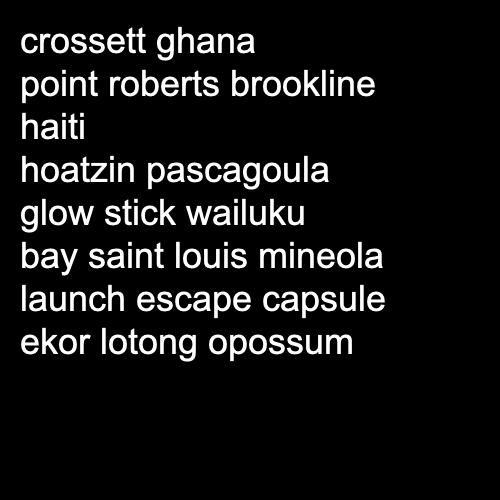 crossett ghana
point roberts brookline
haiti
hoatzin pascagoula
glow stick wailuku
bay saint louis mineola
launch escape capsule
ekor lotong opossum